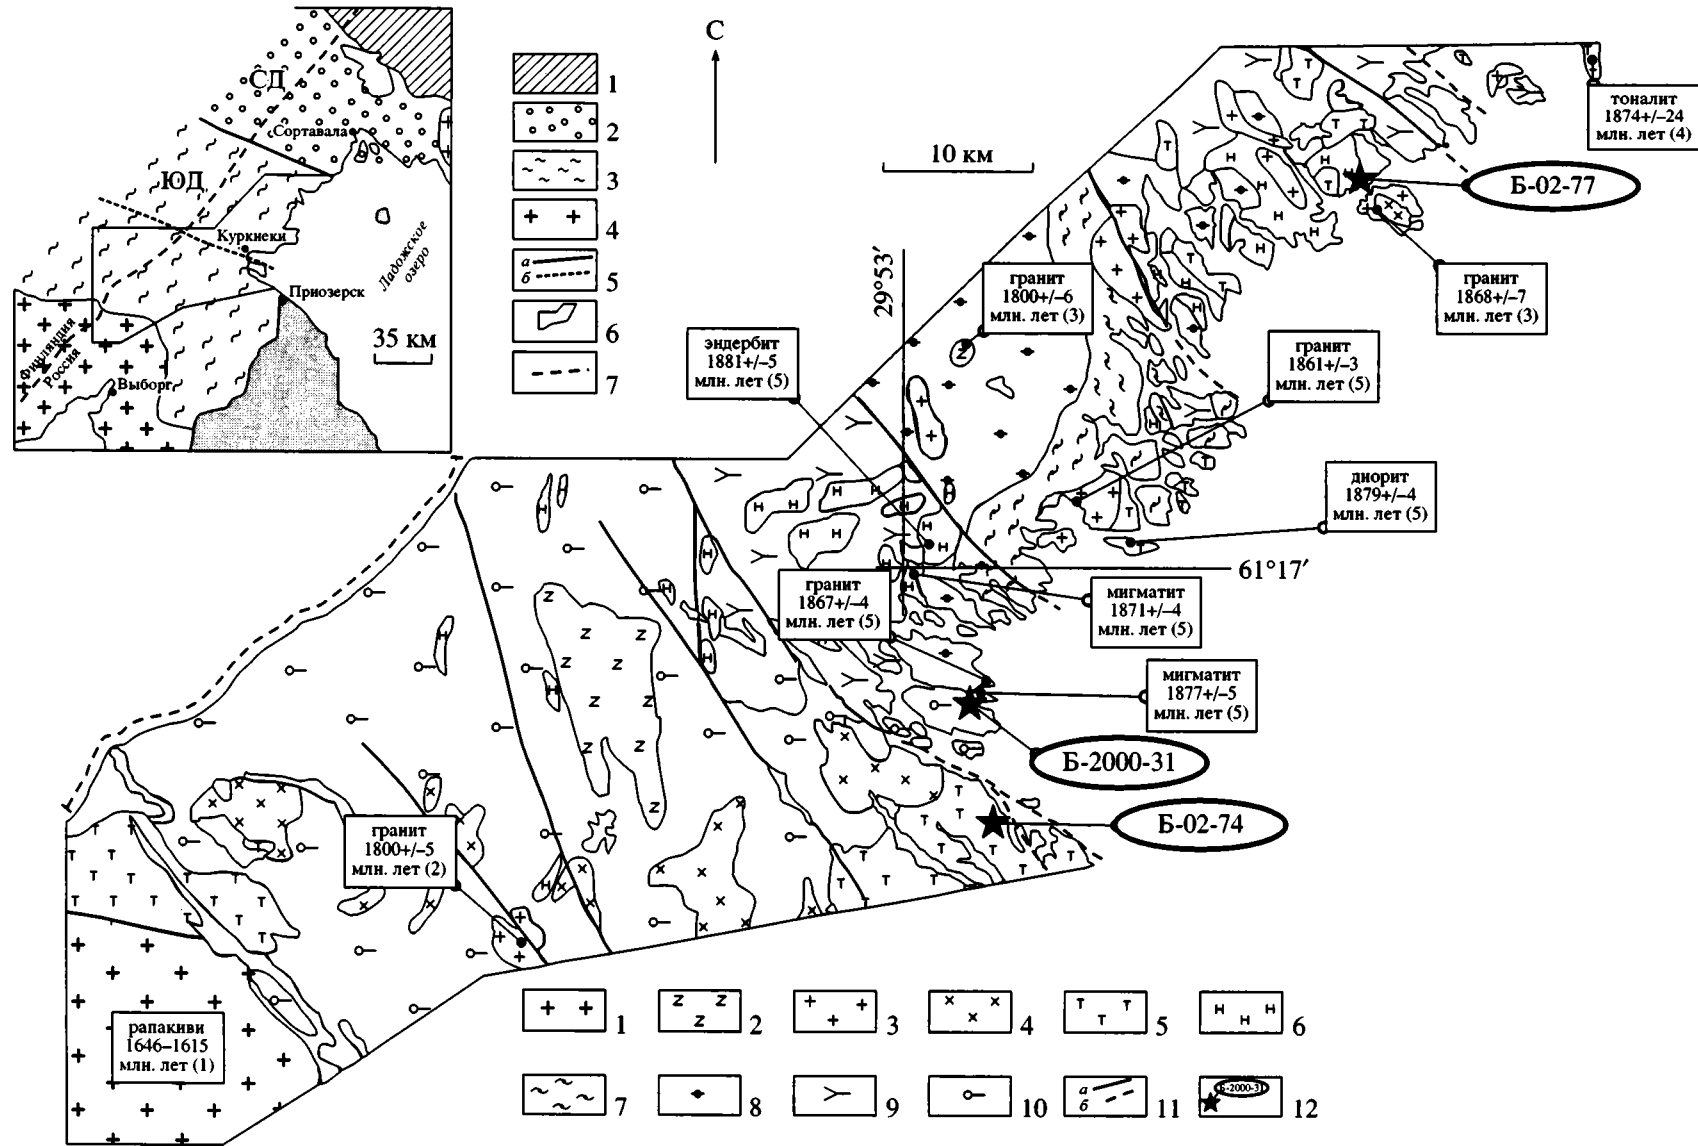 СД
Сортавала
ЮД
Куркиеки
Ладожское
озеро
Приозерск
35 км
Финляндия
Россия
Выборг
1
2
3
4
а
б
5
6
7
С
10 км
29°53′
61°17′
тоналит
1874+/−24
млн. лет (4)
Б-02-77
гранит
1868+/−7
млн. лет (3)
гранит
1800+/−6
млн. лет (3)
гранит
1861+/−3
млн. лет (5)
эндербит
1881+/−5
млн. лет (5)
диорит
1879+/−4
млн. лет (5)
гранит
1867+/−4
млн. лет (5)
мигматит
1871+/−4
млн. лет (5)
мигматит
1877+/−5
млн. лет (5)
Б-2000-31
Б-02-74
гранит
1800+/−5
млн. лет (2)
рапакиви
1646−1615
млн. лет (1)
1
2
3
4
5
6
7
8
9
10
а
б
11
Б-2000-31
12